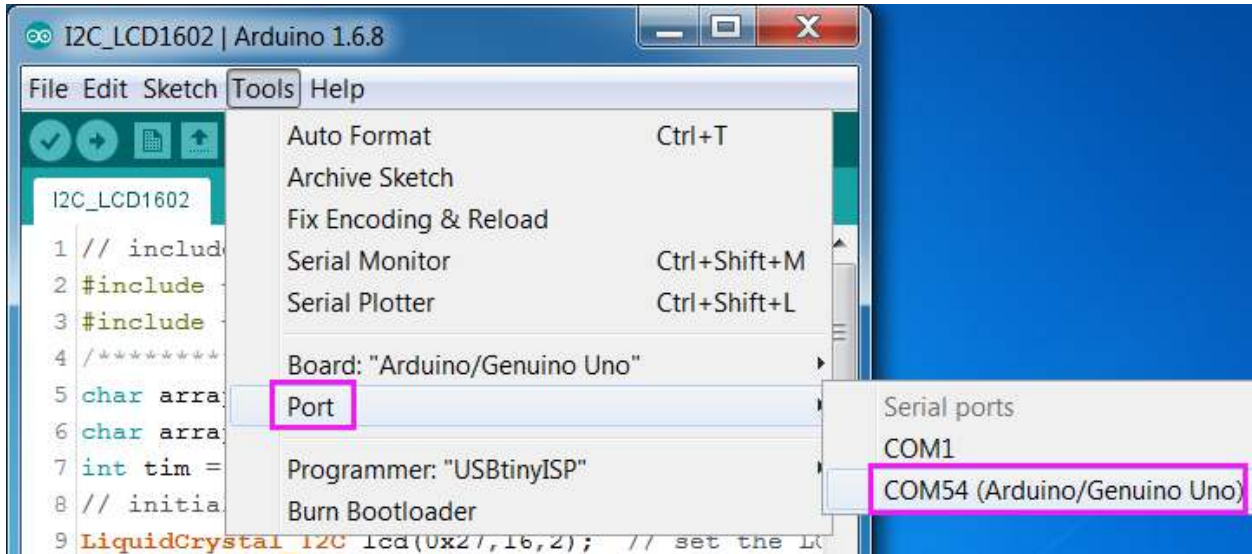 I2C_LCD1602 | Arduino 1.6.8
File Edit Sketch Tools Help
Auto Format Ctrl+T
Archive Sketch
I2C_LCD1602
Fix Encoding & Reload
1 // includ
Serial Monitor Ctrl+Shift+M
2 #include
Serial Plotter Ctrl+Shift+L
3 #include
4 /********
Board: "Arduino/Genuino Uno"
5 char arra
Port
Serial ports
6 char arra
COM1
7 int tim =
Programmer: "USBtinyISP"
COM54 (Arduino/Genuino Uno)
8 // initia
Burn Bootloader
9 LiquidCrystal I2C lcd(0x27,16,2); // set the LC